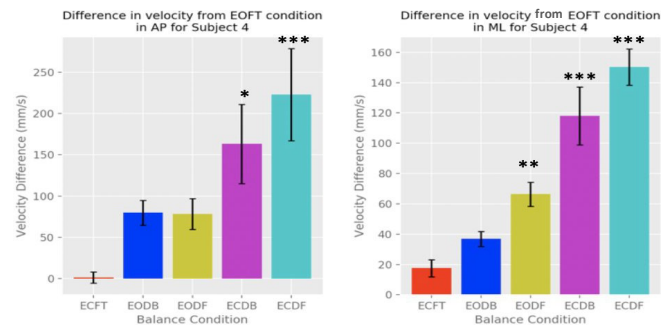 Difference in velocity from EOFT condition
in AP for Subject 4
***
250
*
200
150
100
50
0
Velocity Difference (mm/s)
ECFT EODB EODF ECDB ECDF
Balance Condition
Difference in velocity from EOFT condition
in ML for Subject 4
***
160
***
140
120
100
**
80
60
40
20
0
Velocity Difference (mm/s)
ECFT EODB EODF ECDB ECDF
Balance Condition